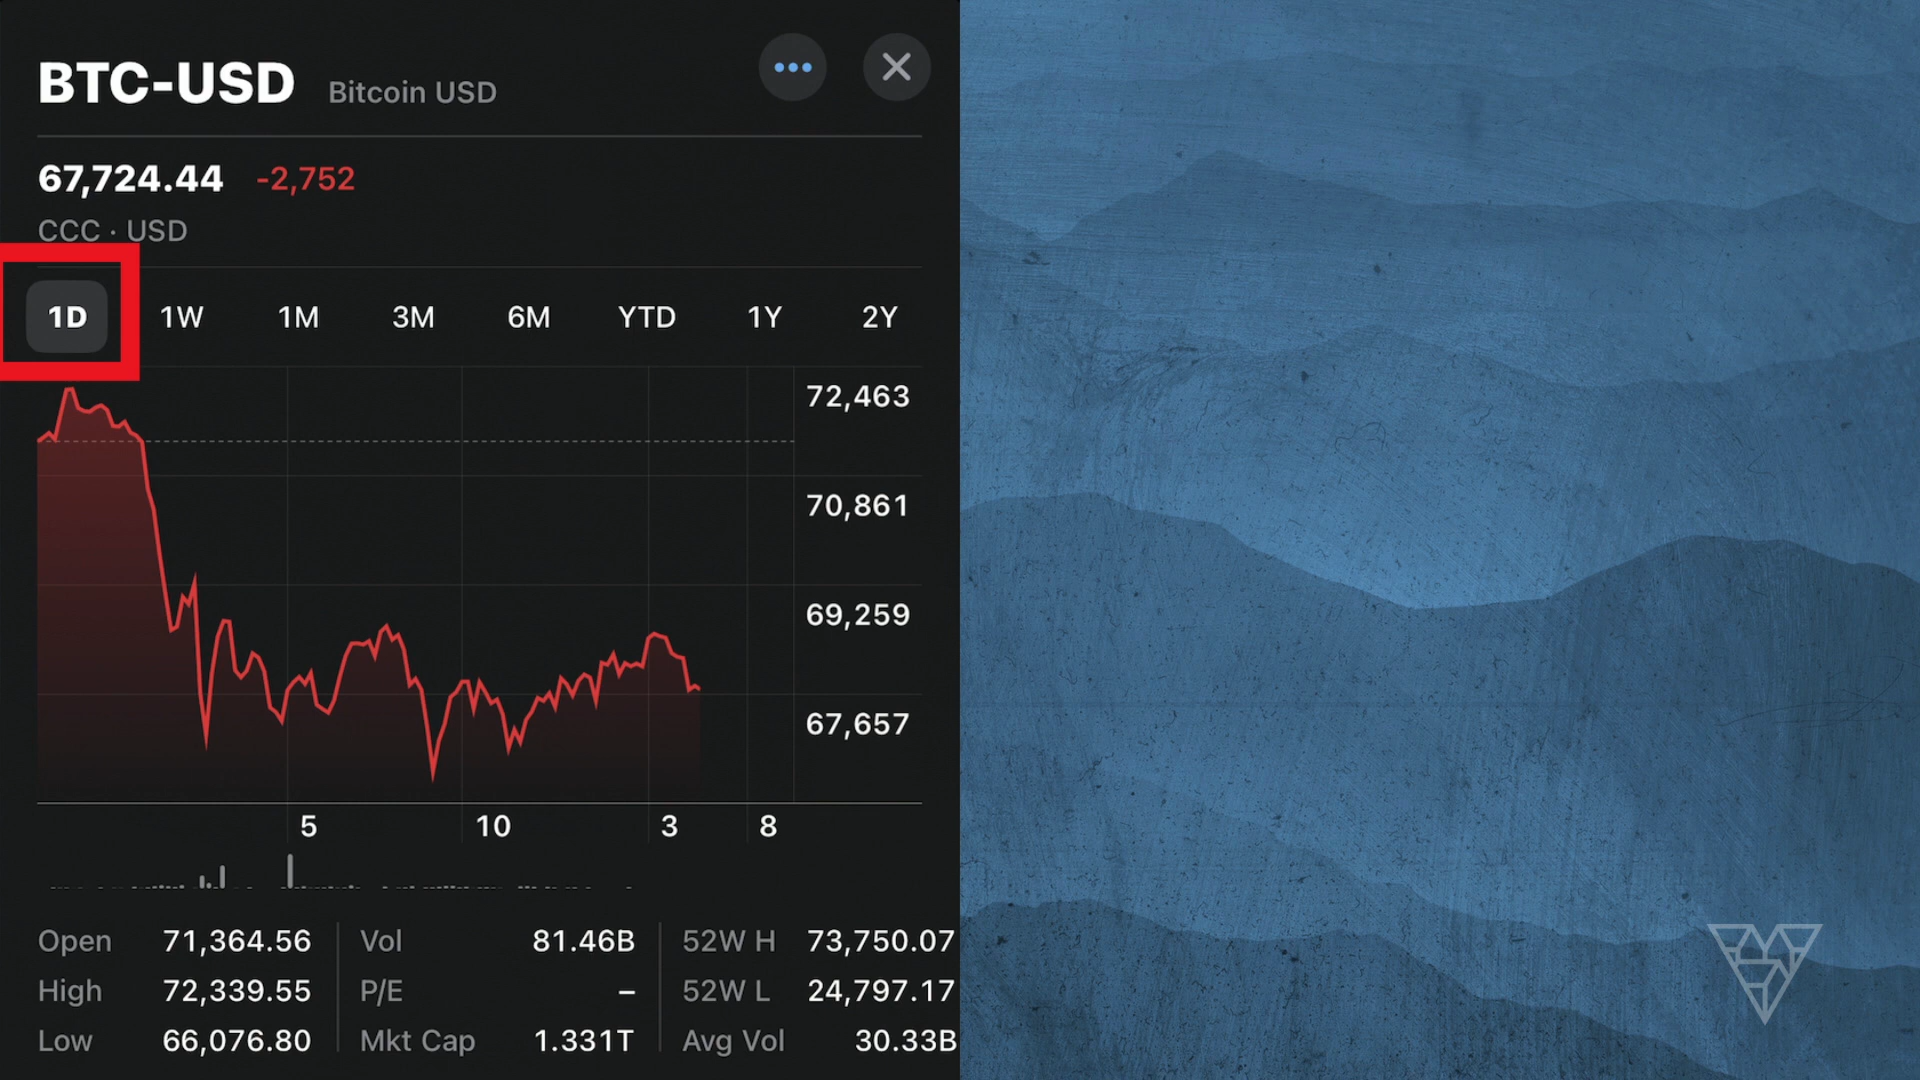 BTC-USD Bitcoin USD
67,724.44 -2,752
CCC · USD
1D 1W 1M 3M 6M YTD 1Y 2Y
72,463
70,861
69,259
67,657
5 10 3 8
Open 71,364.56 Vol 81.46B 52W H 73,750.07
High 72,339.55 P/E – 52W L 24,797.17
Low 66,076.80 Mkt Cap 1.331T Avg Vol 30.33B